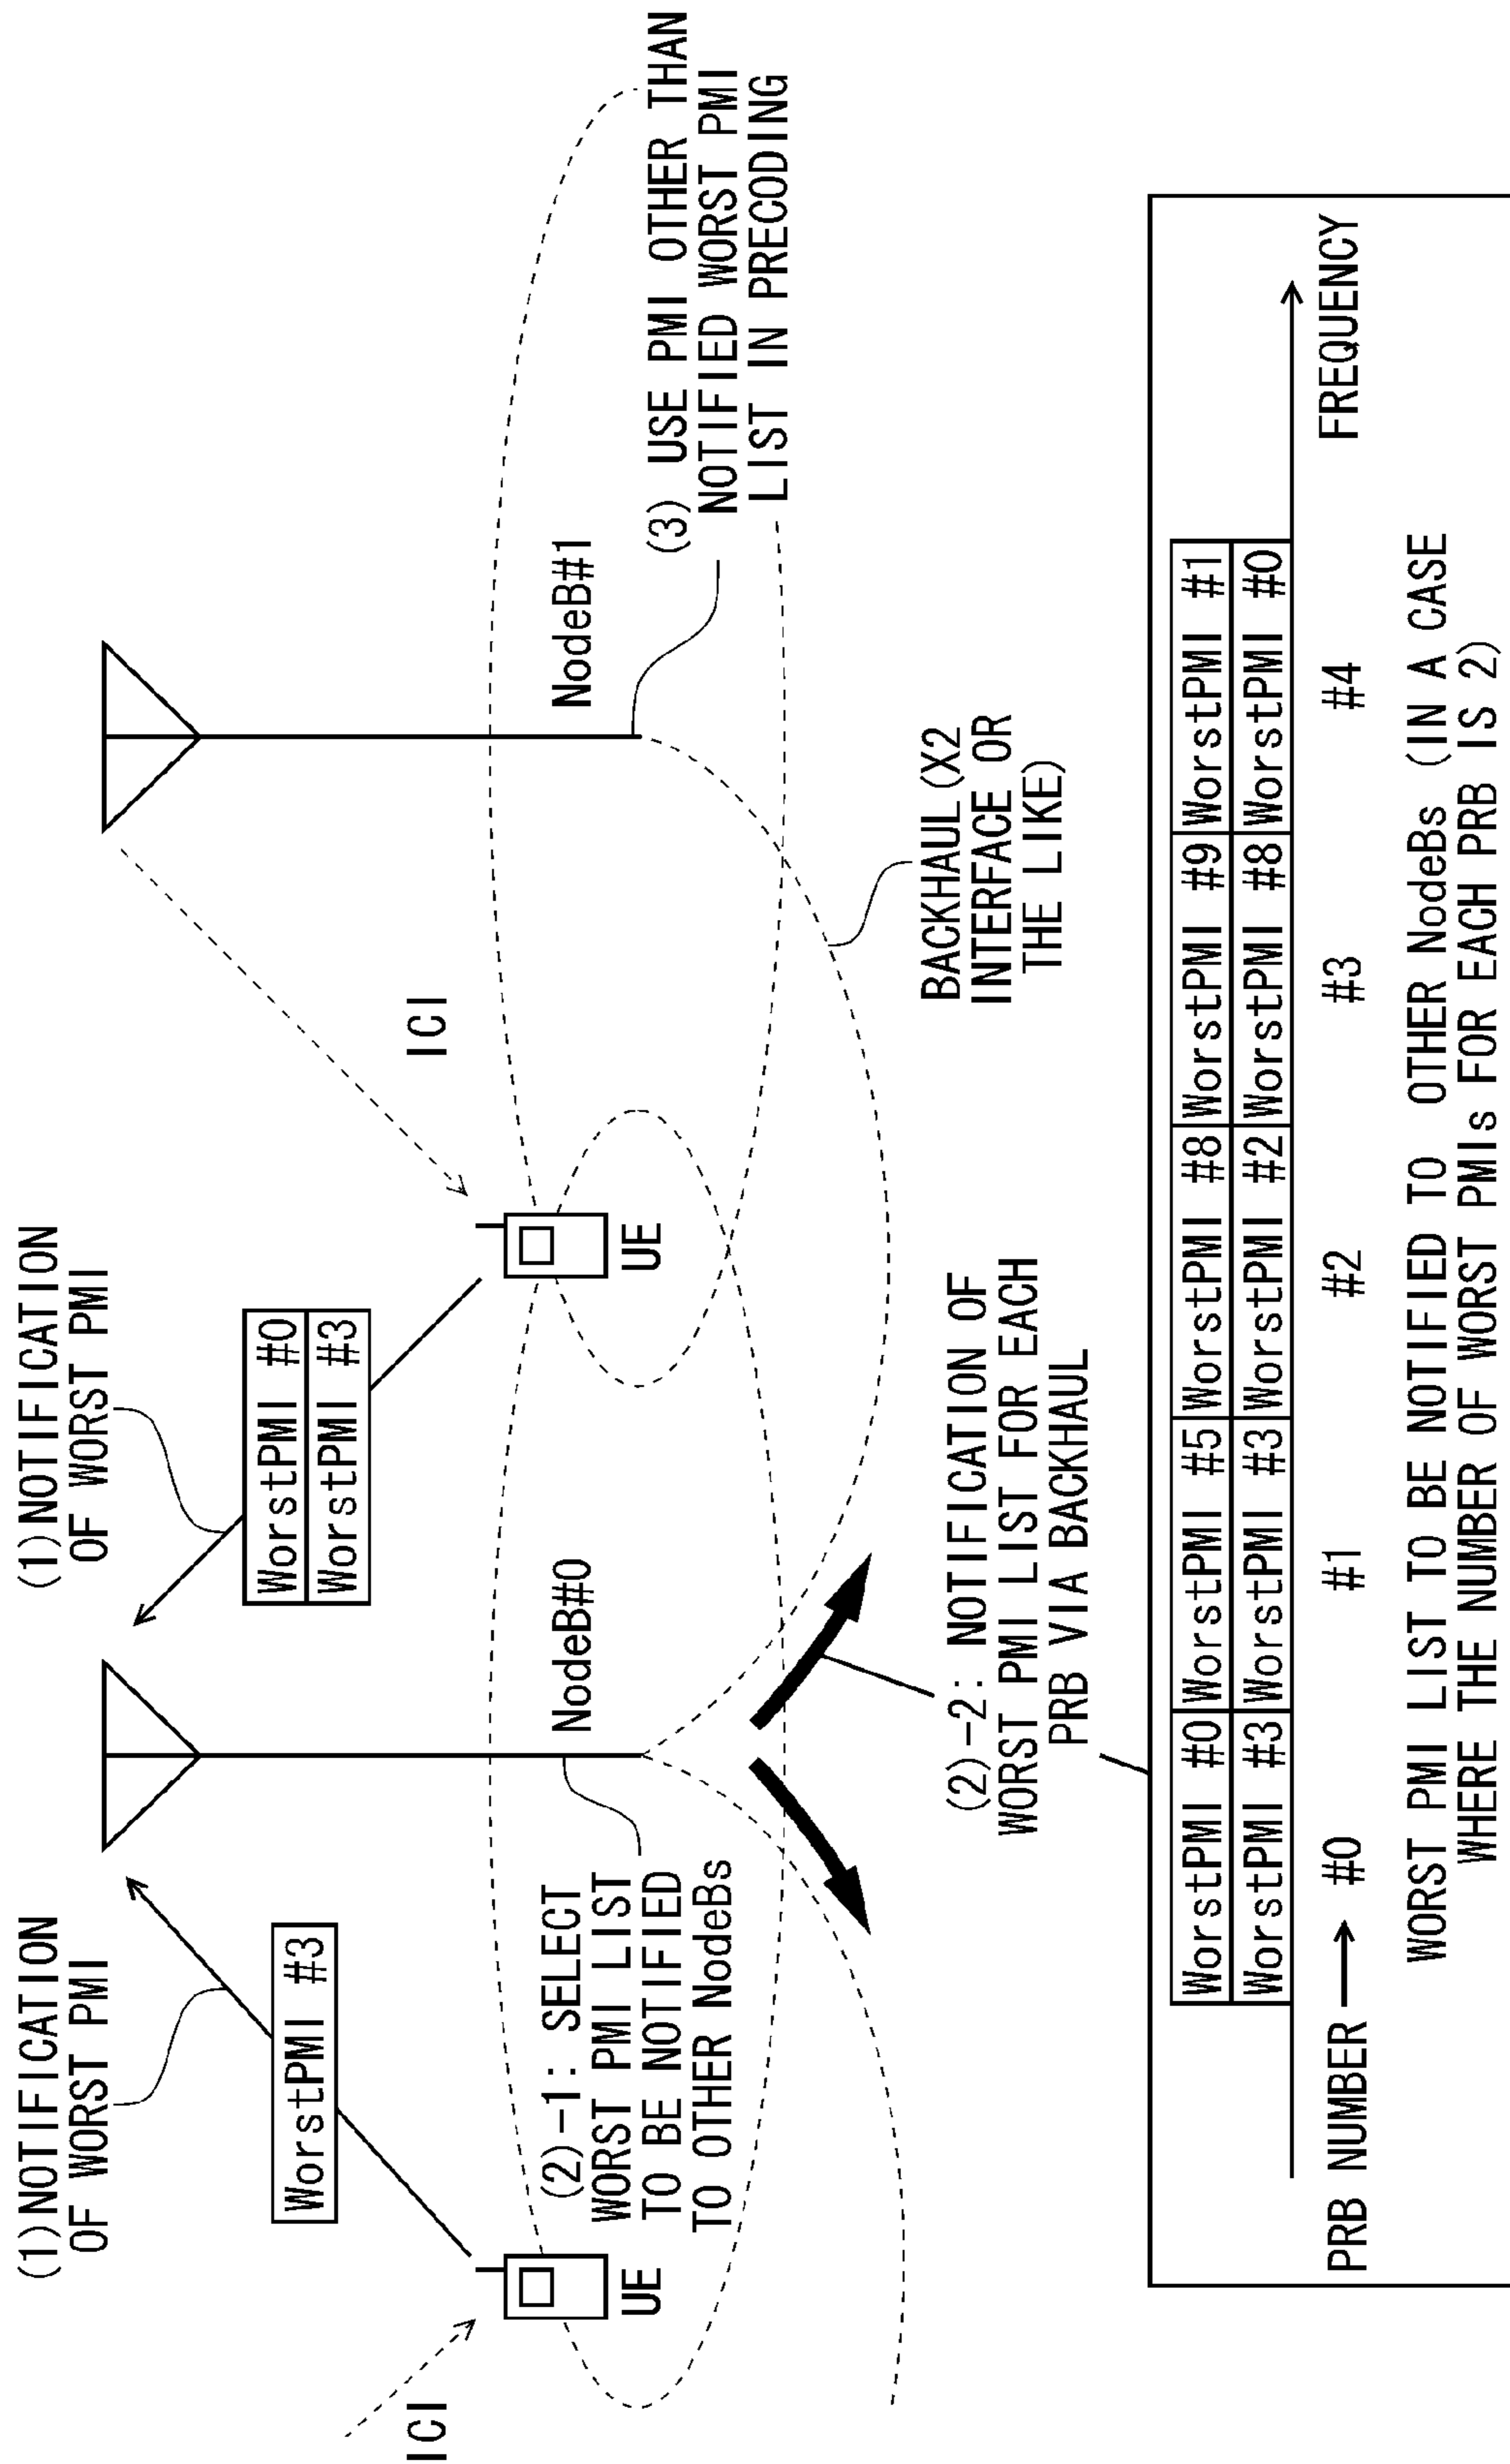 (1)NOTIFICATION
OF WORST PMI
(1)NOTIFICATION
OF WORST PMI
WorstPMI #3
WorstPMI #0
WorstPMI #3
ICI
ICI
UE
UE
NodeB#0
NodeB#1
(2)-1: SELECT
WORST PMI LIST
TO BE NOTIFIED
TO OTHER NodeBs
(3) USE PMI OTHER THAN
NOTIFIED WORST PMI
LIST IN PRECODING
BACKHAUL(X2
INTERFACE OR
THE LIKE)
(2)-2: NOTIFICATION OF
WORST PMI LIST FOR EACH
PRB VIA BACKHAUL
WorstPMI #0 WorstPMI #5 WorstPMI #8 WorstPMI #9 WorstPMI #1
WorstPMI #3 WorstPMI #3 WorstPMI #2 WorstPMI #8 WorstPMI #0
PRB NUMBER #0 #1 #2 #3 #4 FREQUENCY
WORST PMI LIST TO BE NOTIFIED TO OTHER NodeBs (IN A CASE
WHERE THE NUMBER OF WORST PMIs FOR EACH PRB IS 2)